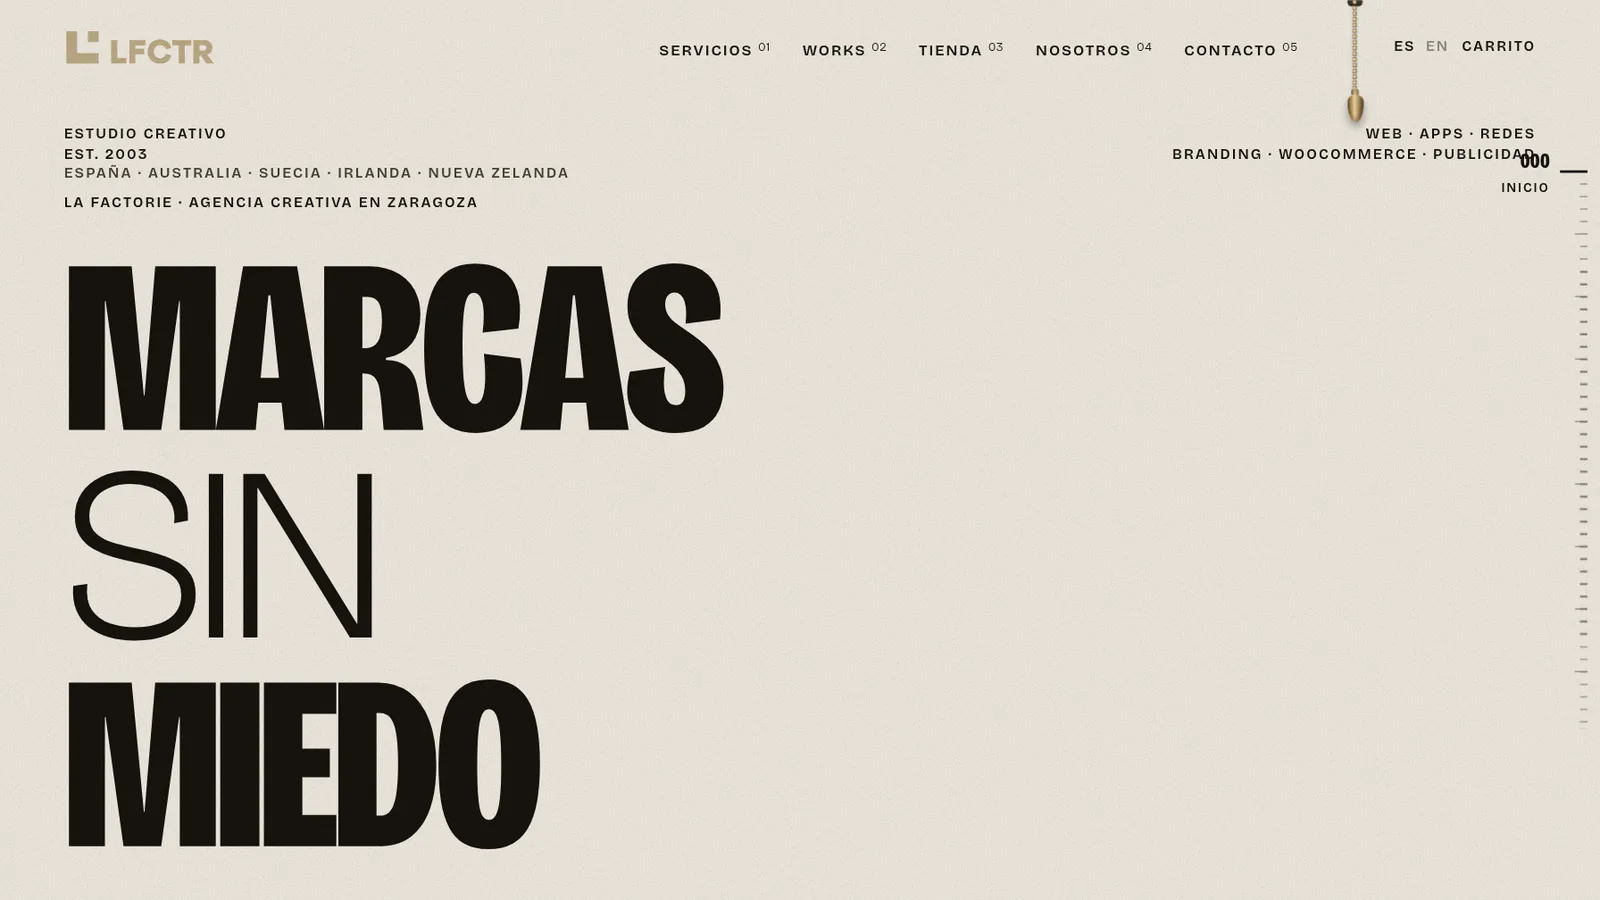 LFCTR
SERVICIOS 01 WORKS 02 TIENDA 03 NOSOTROS 04 CONTACTO 05
ES EN CARRITO
ESTUDIO CREATIVO
EST. 2003
ESPAÑA · AUSTRALIA · SUECIA · IRLANDA · NUEVA ZELANDA
LA FACTORIE · AGENCIA CREATIVA EN ZARAGOZA
WEB · APPS · REDES
BRANDING · WOOCOMMERCE · PUBLICIDAD
000
INICIO
MARCAS
SIN
MIEDO